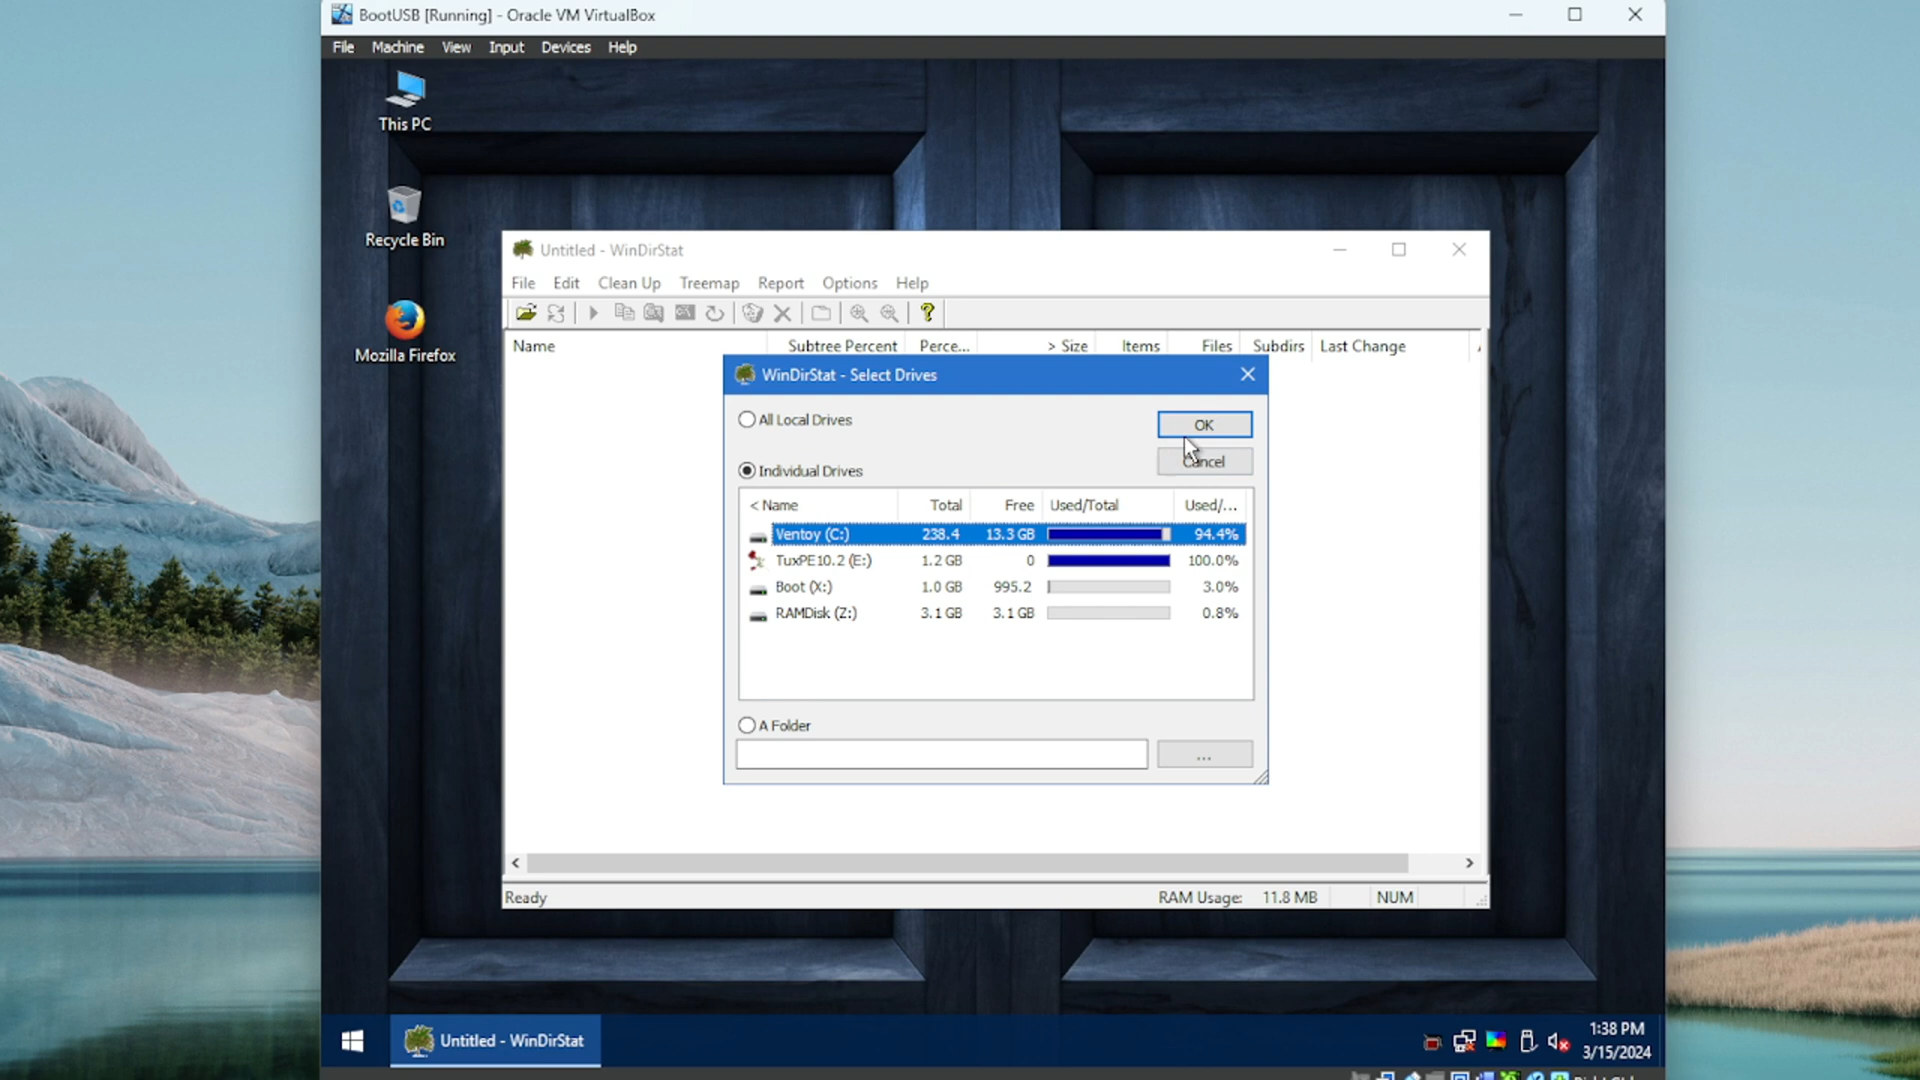 BootUSB [Running] - Oracle VM VirtualBox
File Machine View Input Devices Help
This PC
Recycle Bin
Mozilla Firefox
Untitled - WinDirStat
File Edit Clean Up Treemap Report Options Help
Name Subtree Percent Perce... > Size Items Files Subdirs Last Change
WinDirStat - Select Drives
All Local Drives
OK
Cancel
Individual Drives
< Name Total Free Used/Total Used/...
Ventoy (C:) 238.4 13.3 GB 94.4%
TuxPE10.2 (E:) 1.2 GB 0 100.0%
Boot (X:) 1.0 GB 995.2 3.0%
RAMDisk (Z:) 3.1 GB 3.1 GB 0.8%
A Folder
...
Ready RAM Usage: 11.8 MB NUM
Untitled - WinDirStat
1:38 PM
3/15/2024